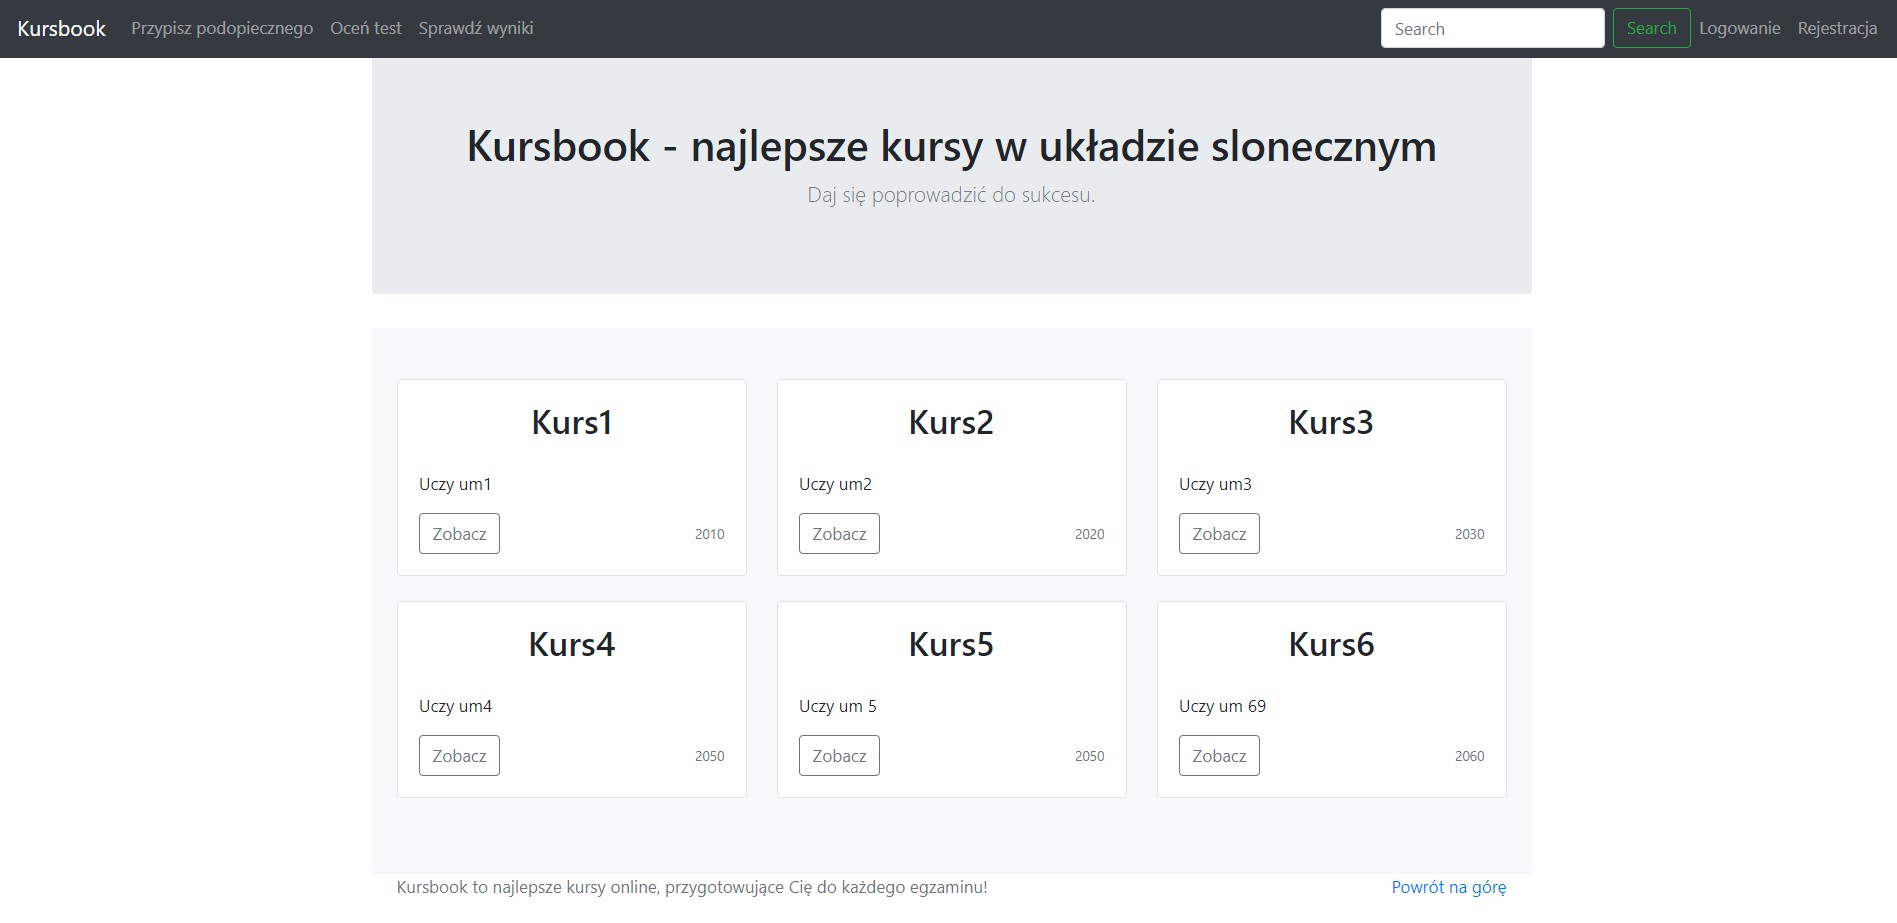 Kursbook Przypisz podopiecznego Oceń test Sprawdź wyniki Search Search Logowanie Rejestracja
Kursbook - najlepsze kursy w układzie slonecznym
Daj się poprowadzić do sukcesu.
Kurs1
Uczy um1
Zobacz 2010
Kurs2
Uczy um2
Zobacz 2020
Kurs3
Uczy um3
Zobacz 2030
Kurs4
Uczy um4
Zobacz 2050
Kurs5
Uczy um 5
Zobacz 2050
Kurs6
Uczy um 69
Zobacz 2060
Kursbook to najlepsze kursy online, przygotowujące Cię do każdego egzaminu! Powrót na górę